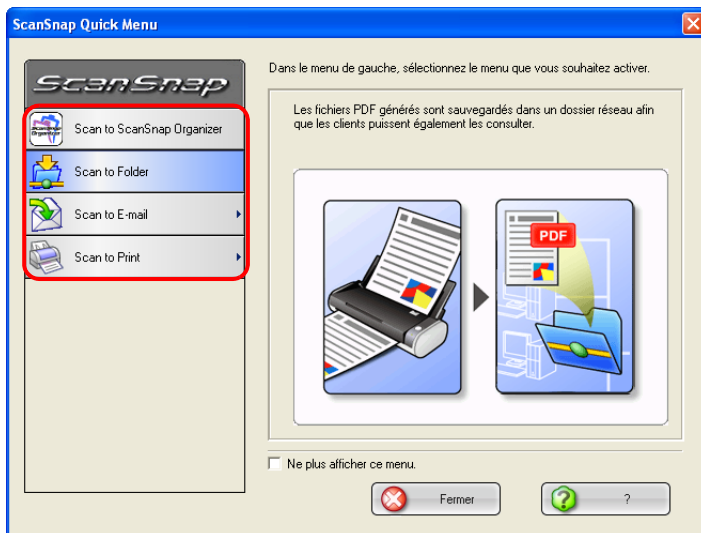 ScanSnap Quick Menu
ScanSnap
Scan to ScanSnap Organizer
Scan to Folder
Scan to E-mail
Scan to Print
Dans le menu de gauche, sélectionnez le menu que vous souhaitez activer.
Les fichiers PDF générés sont sauvegardés dans un dossier réseau afin
que les clients puissent également les consulter.
PDF
Ne plus afficher ce menu.
Fermer
?